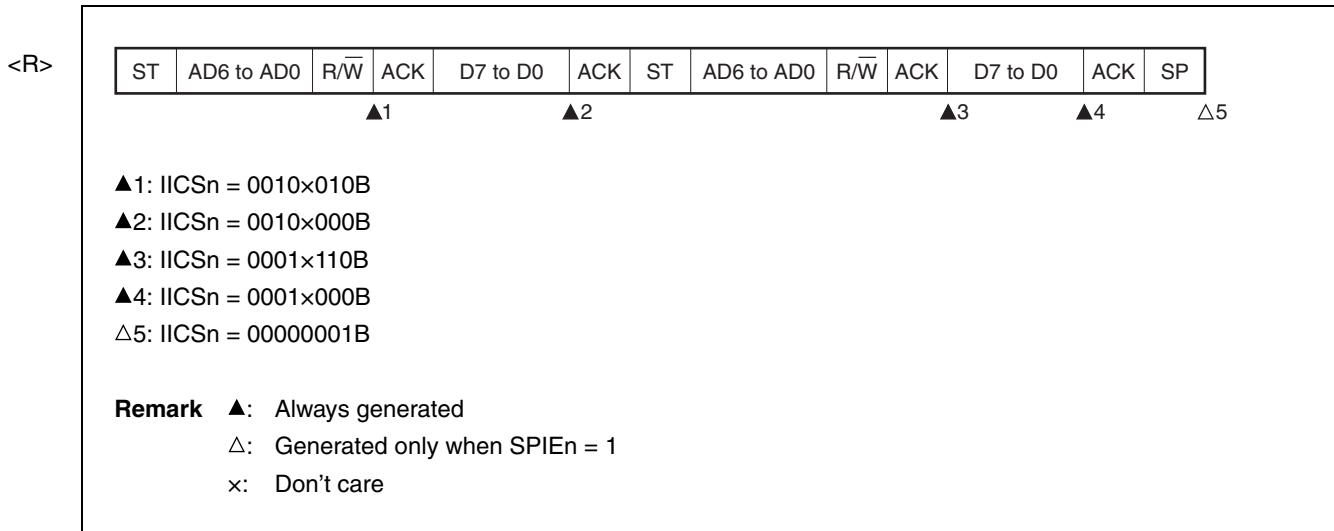 <R>
ST AD6 to AD0 R/W̅ ACK D7 to D0 ACK ST AD6 to AD0 R/W̅ ACK D7 to D0 ACK SP
▲1 ▲2 ▲3 ▲4 △5
▲1: IICSn = 0010×010B
▲2: IICSn = 0010×000B
▲3: IICSn = 0001×110B
▲4: IICSn = 0001×000B
△5: IICSn = 00000001B
Remark ▲: Always generated
△: Generated only when SPIEn = 1
×: Don't care